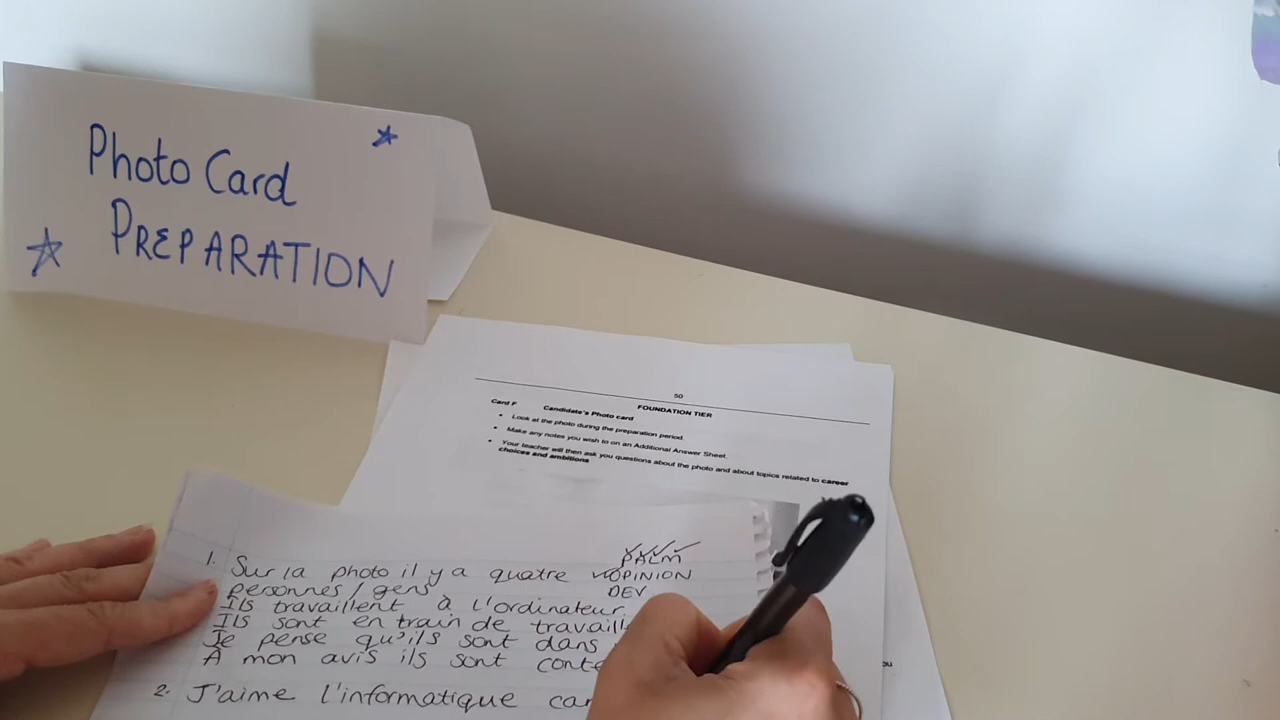 Photo Card
PREPARATION
50
FOUNDATION TIER
Card F Candidate's Photo card
• Look at the photo during the preparation period.
• Make any notes you wish to on an Additional Answer Sheet.
• Your teacher will then ask you questions about the photo and about topics related to career
choices and ambitions
PALM
OPINION
DEV
1. Sur la photo il y a quatre
personnes/gens
Ils travaillent à l'ordinateur.
Ils sont en train de
Je pense qu'ils sont dans
À mon avis ils sont
2. J'aime l'informatique